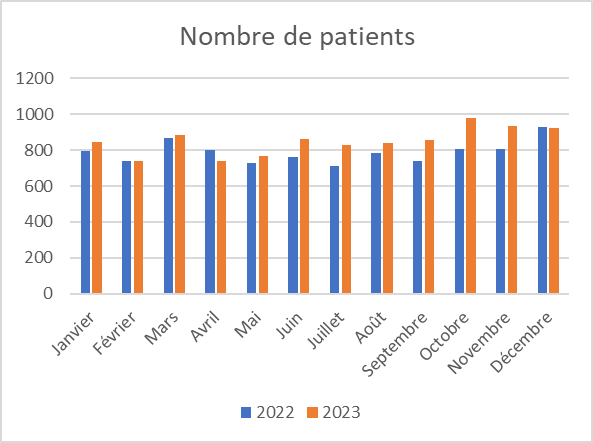 Nombre de patients
1200
1000
800
600
400
200
0
Janvier
Février
Mars
Avril
Mai
Juin
Juillet
Août
Septembre
Octobre
Novembre
Décembre
2022 2023